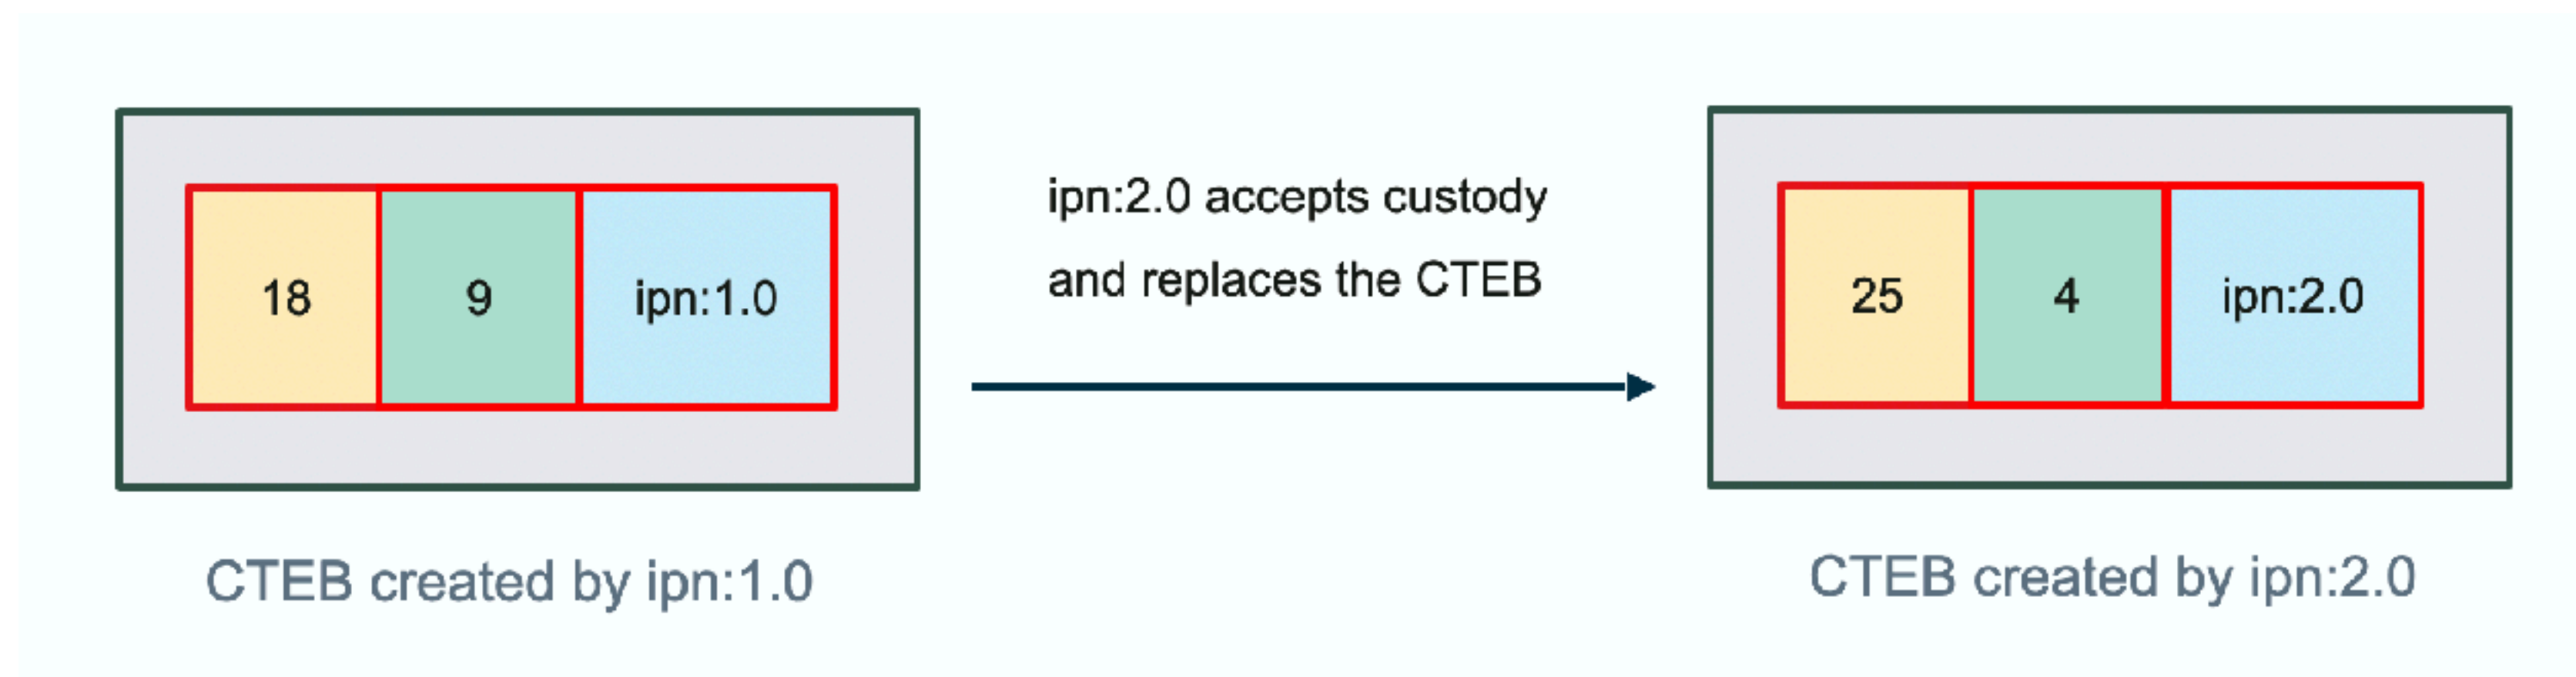 18
9
ipn:1.0
ipn:2.0 accepts custody
and replaces the CTEB
25
4
ipn:2.0
CTEB created by ipn:1.0
CTEB created by ipn:2.0